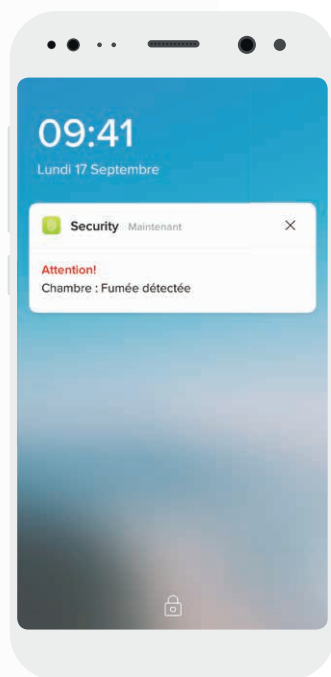 09:41
Lundi 17 Septembre
Security Maintenant
Attention!
Chambre : Fumée détectée